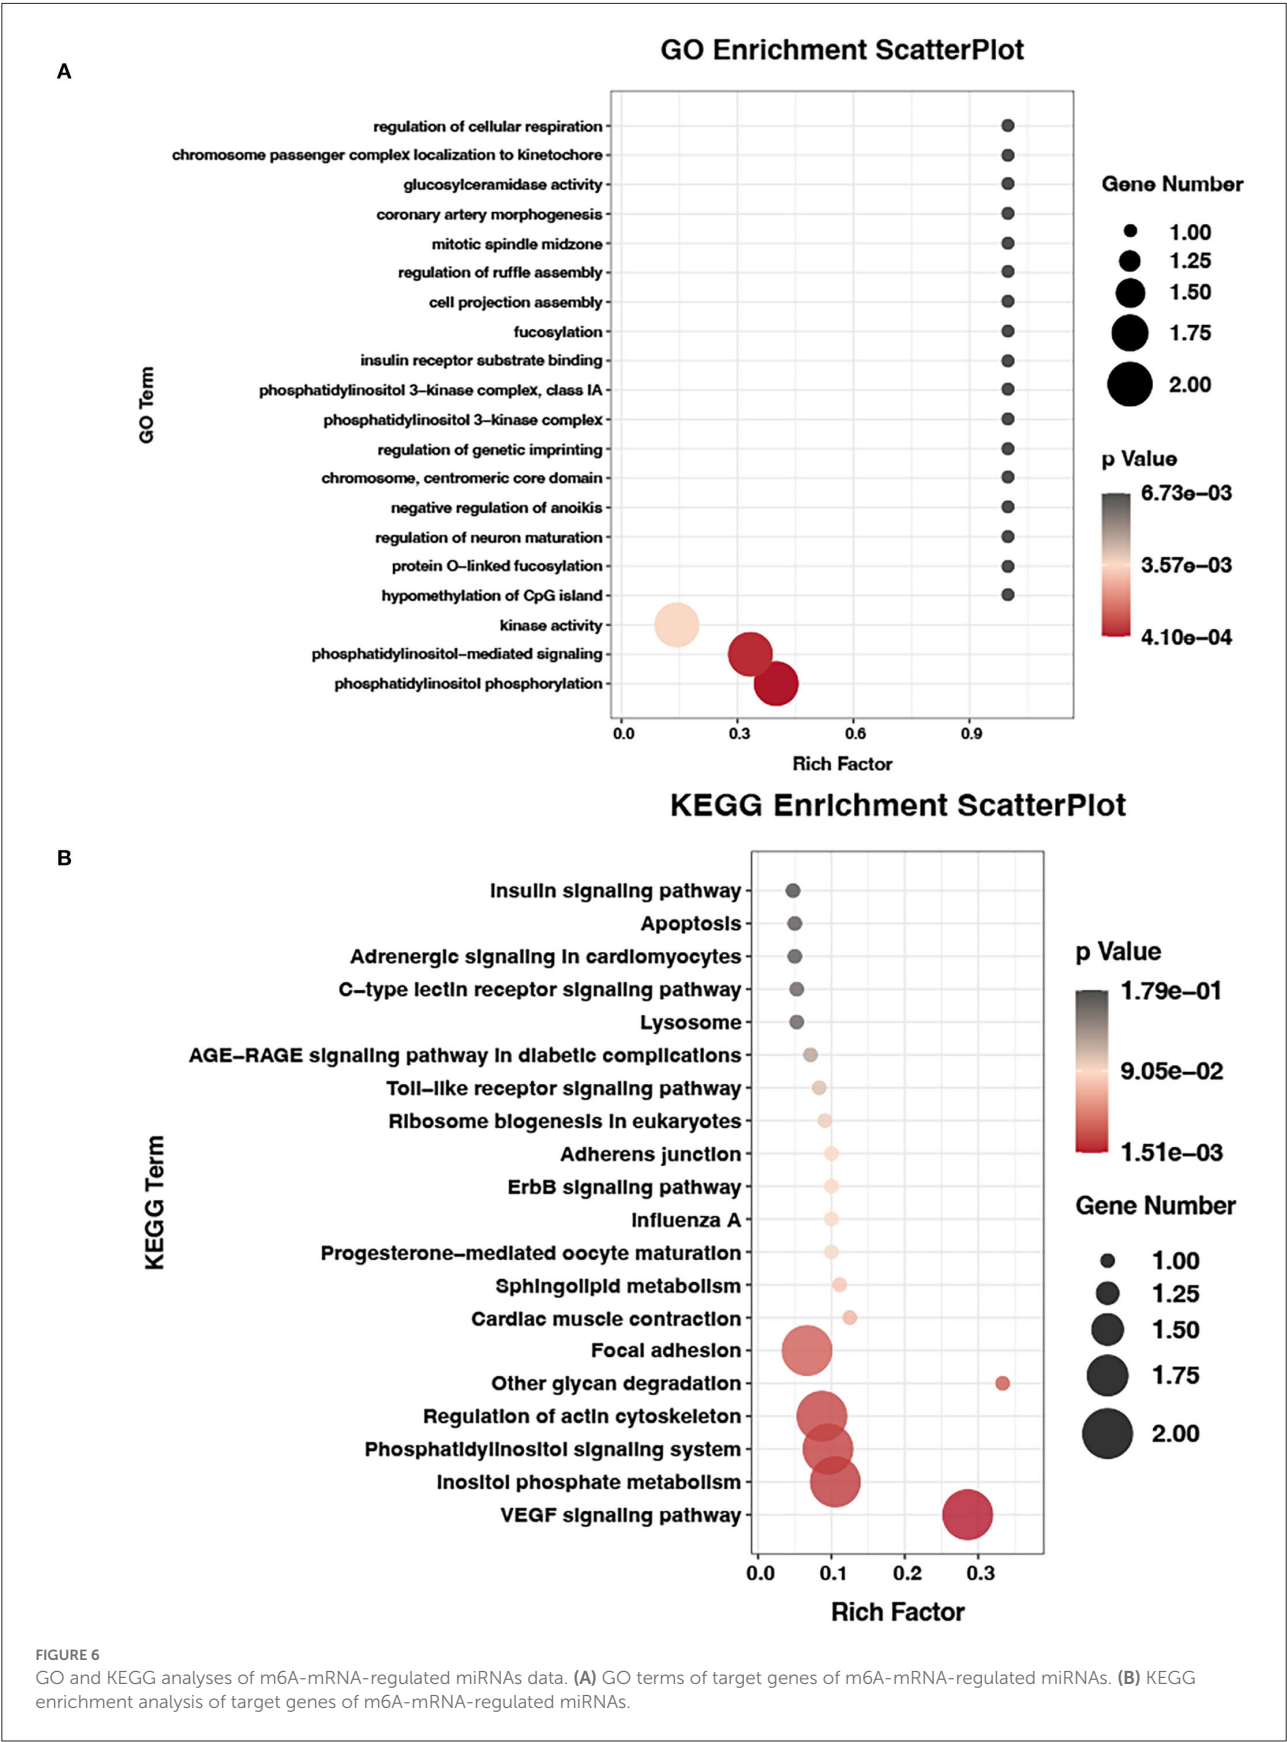 A
GO Enrichment ScatterPlot
regulation of cellular respiration
chromosome passenger complex localization to kinetochore
glucosylceramidase activity
coronary artery morphogenesis
mitotic spindle midzone
regulation of ruffle assembly
cell projection assembly
fucosylation
insulin receptor substrate binding
phosphatidylinositol 3−kinase complex, class IA
phosphatidylinositol 3−kinase complex
regulation of genetic imprinting
chromosome, centromeric core domain
negative regulation of anoikis
regulation of neuron maturation
protein O−linked fucosylation
hypomethylation of CpG island
kinase activity
phosphatidylinositol−mediated signaling
phosphatidylinositol phosphorylation
GO Term
0.0 0.3 0.6 0.9
Rich Factor
Gene Number
1.00
1.25
1.50
1.75
2.00
p Value
6.73e−03
3.57e−03
4.10e−04
B
KEGG Enrichment ScatterPlot
Insulin signaling pathway
Apoptosis
Adrenergic signaling in cardiomyocytes
C−type lectin receptor signaling pathway
Lysosome
AGE−RAGE signaling pathway in diabetic complications
Toll−like receptor signaling pathway
Ribosome biogenesis in eukaryotes
Adherens junction
ErbB signaling pathway
Influenza A
Progesterone−mediated oocyte maturation
Sphingolipid metabolism
Cardiac muscle contraction
Focal adhesion
Other glycan degradation
Regulation of actin cytoskeleton
Phosphatidylinositol signaling system
Inositol phosphate metabolism
VEGF signaling pathway
KEGG Term
0.0 0.1 0.2 0.3
Rich Factor
p Value
1.79e−01
9.05e−02
1.51e−03
Gene Number
1.00
1.25
1.50
1.75
2.00
FIGURE 6
GO and KEGG analyses of m6A-mRNA-regulated miRNAs data. (A) GO terms of target genes of m6A-mRNA-regulated miRNAs. (B) KEGG
enrichment analysis of target genes of m6A-mRNA-regulated miRNAs.